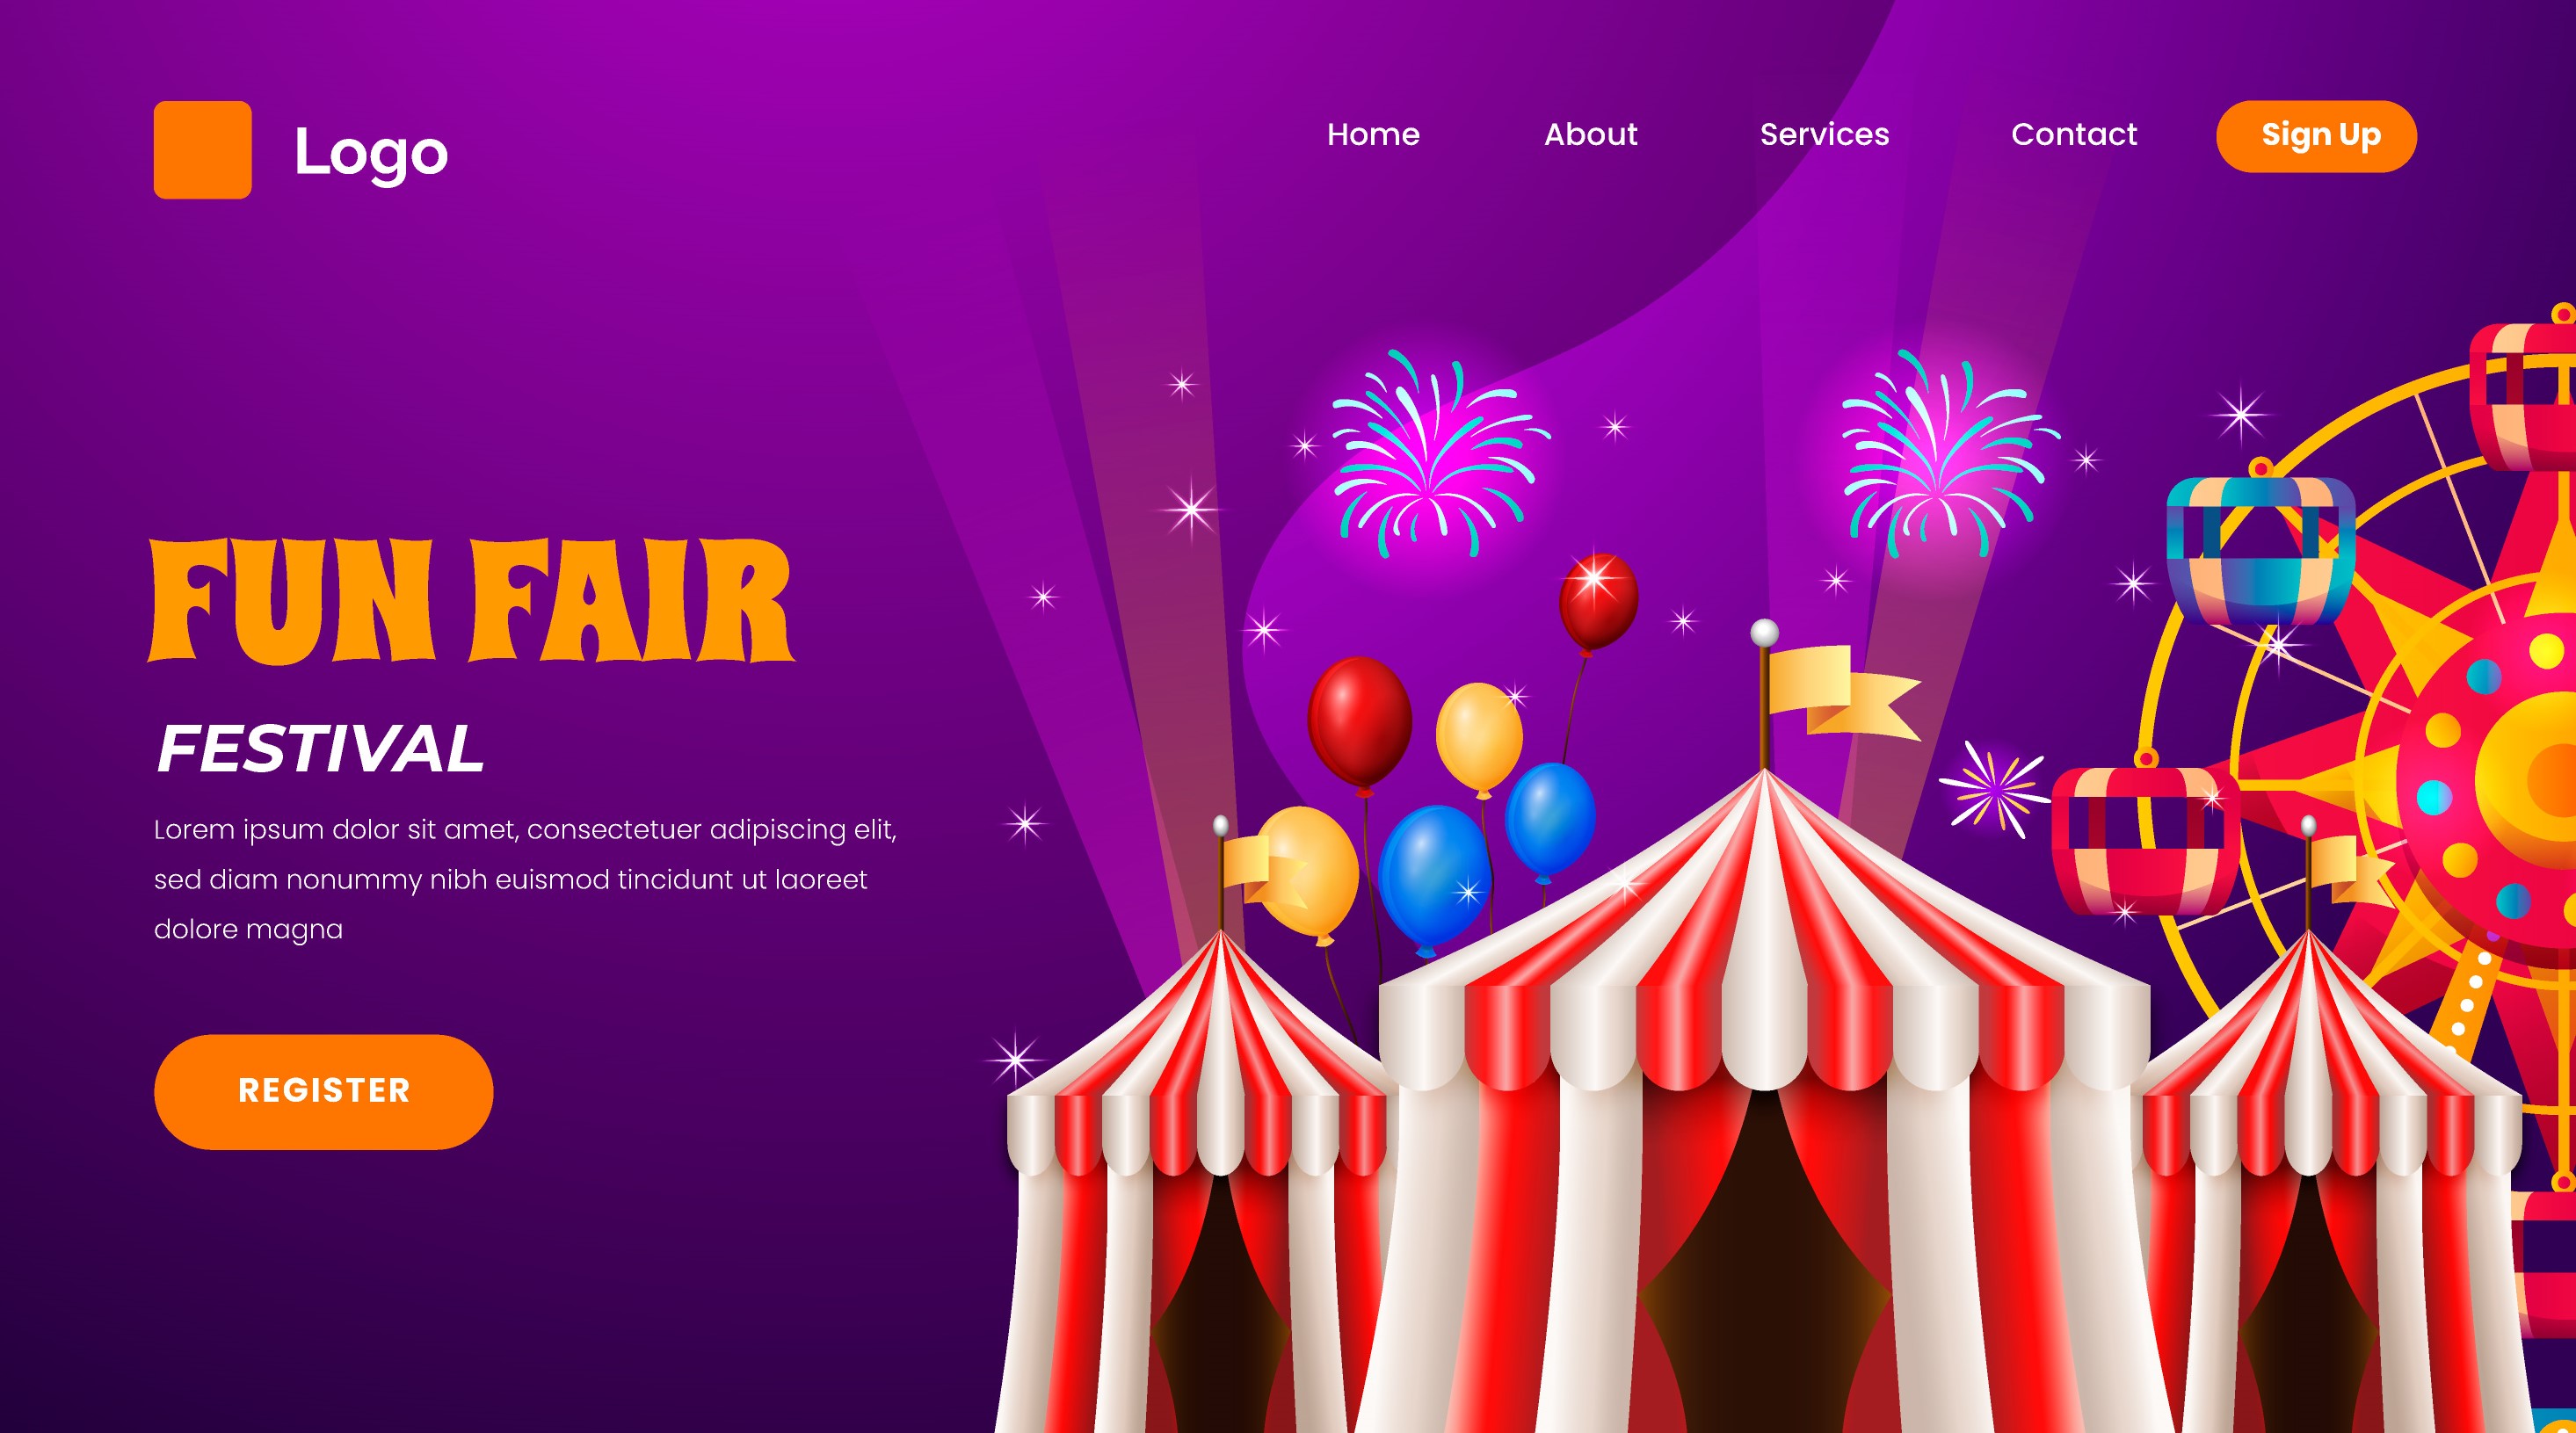 Logo
Home About Services Contact Sign Up
FUN FAIR
FESTIVAL
Lorem ipsum dolor sit amet, consectetuer adipiscing elit,
sed diam nonummy nibh euismod tincidunt ut laoreet
dolore magna
REGISTER